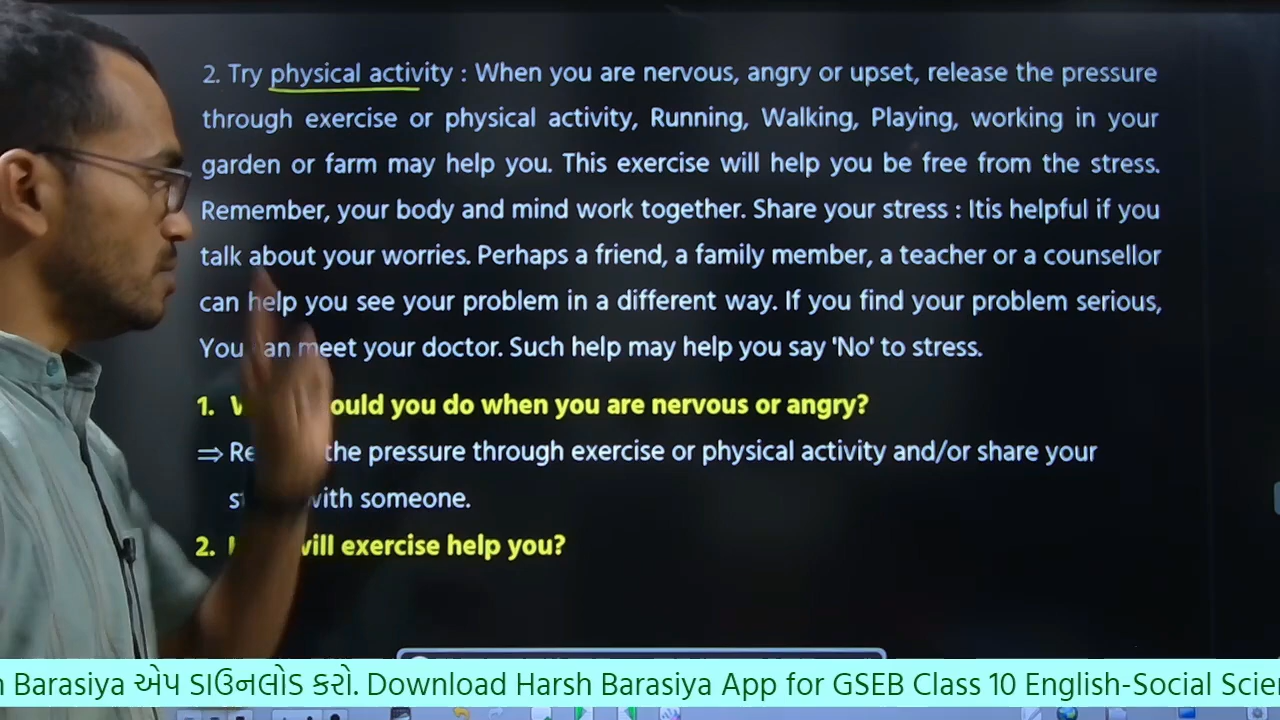 2. Try physical activity : When you are nervous, angry or upset, release the pressure
through exercise or physical activity, Running, Walking, Playing, working in your
garden or farm may help you. This exercise will help you be free from the stress.
Remember, your body and mind work together. Share your stress : Itis helpful if you
talk about your worries. Perhaps a friend, a family member, a teacher or a counsellor
can help you see your problem in a different way. If you find your problem serious,
You an meet your doctor. Such help may help you say 'No' to stress.
1. ould you do when you are nervous or angry?
⇒ Re the pressure through exercise or physical activity and/or share your
with someone.
2. will exercise help you?
Barasiya એપ ડાઉનલોડ કરો. Download Harsh Barasiya App for GSEB Class 10 English-Social Scie